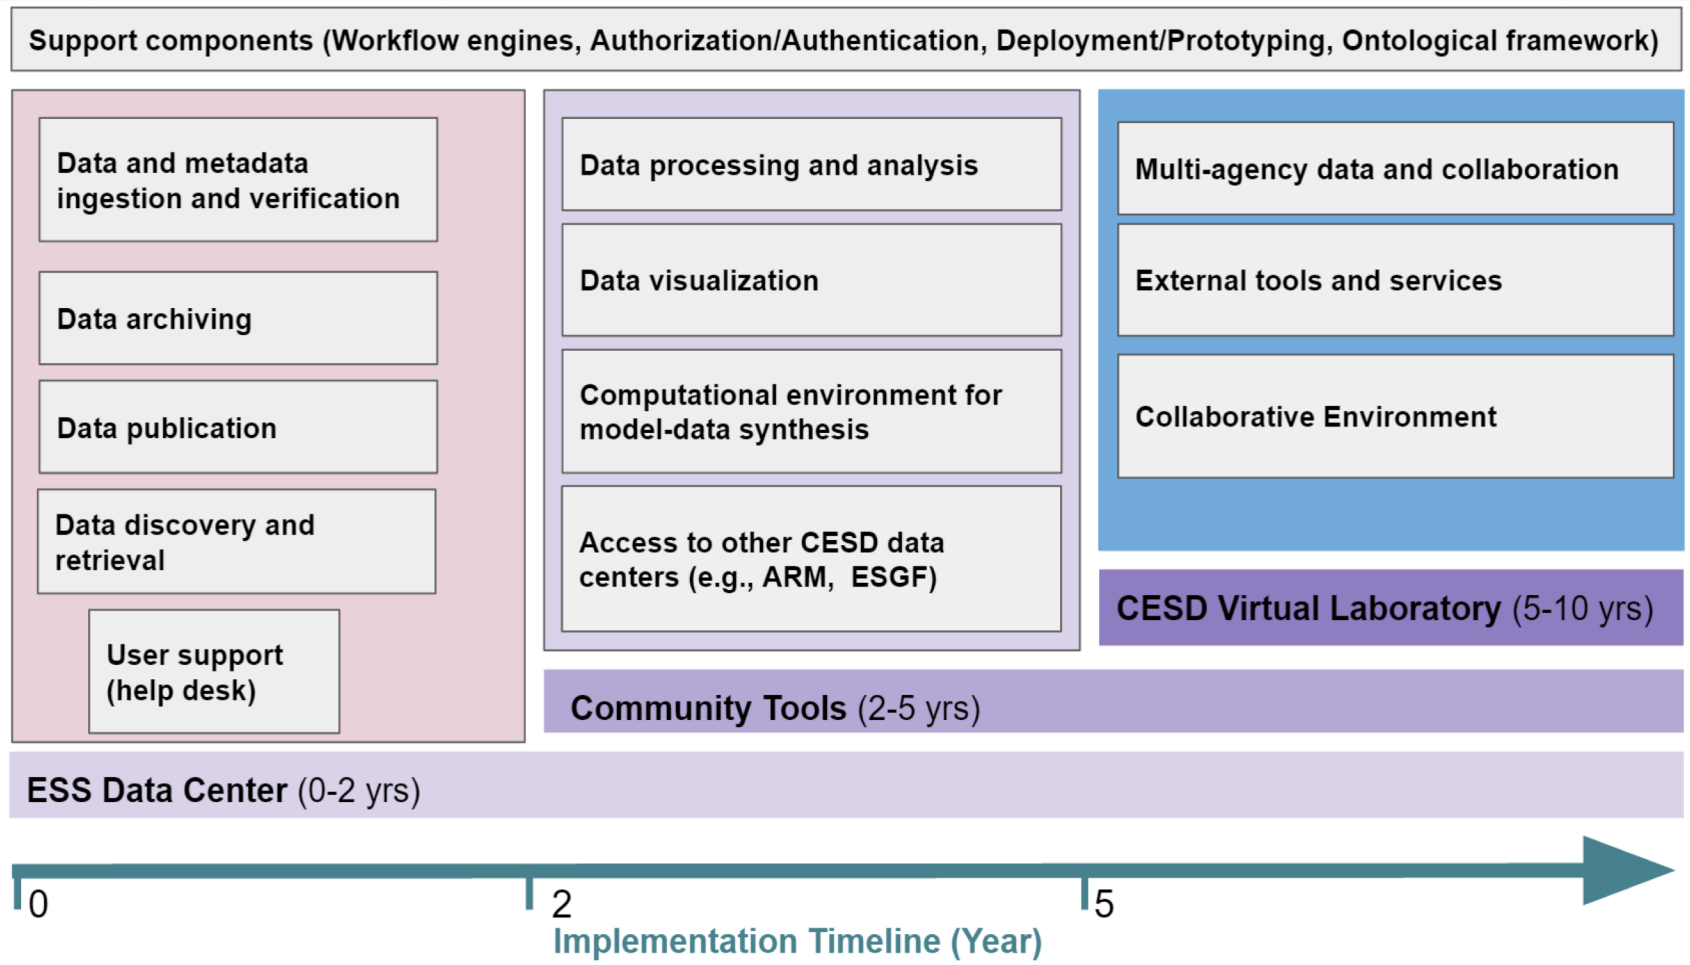 Support components (Workflow engines, Authorization/Authentication, Deployment/Prototyping, Ontological framework)
Data and metadata
ingestion and verification
Data archiving
Data publication
Data discovery and
retrieval
User support
(help desk)
Data processing and analysis
Data visualization
Computational environment for
model-data synthesis
Access to other CESD data
centers (e.g., ARM,  ESGF)
Multi-agency data and collaboration
External tools and services
Collaborative Environment
CESD Virtual Laboratory (5-10 yrs)
Community Tools (2-5 yrs)
ESS Data Center (0-2 yrs)
0
2
5
Implementation Timeline (Year)